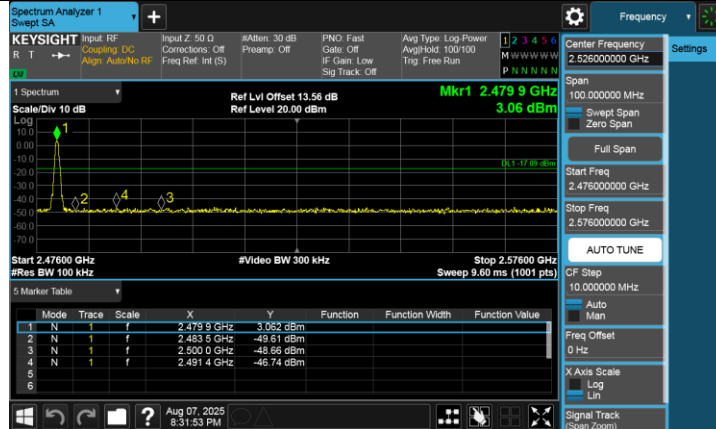 Spectrum Analyzer 1
Swept SA
Frequency
KEYSIGHT Input: RF Input Z: 50 Ω #Atten: 30 dB PNO: Fast Avg Type: Log-Power 1 2 3 4 5 6
R T Coupling: DC Corrections: Off Preamp: Off Gate: Off Avg|Hold: 100/100 M W W W W W
Align: Auto/No RF Freq Ref: Int (S) IF Gain: Low Trig: Free Run P N N N N N
Sig Track: Off
Center Frequency
2.526000000 GHz
Settings
1 Spectrum
Ref Lvl Offset 13.56 dB Mkr1 2.479 9 GHz
Scale/Div 10 dB Ref Level 20.00 dBm 3.06 dBm
Span
100.000000 MHz
Swept Span
Zero Span
Full Span
Log
10.0
0.00
-10.0
DL1 -17.09 dBm
-20.0
-30.0
-40.0
-50.0
-60.0
-70.0
1
2
4
3
Start Freq
2.476000000 GHz
Stop Freq
2.576000000 GHz
AUTO TUNE
Start 2.47600 GHz #Video BW 300 kHz Stop 2.57600 GHz
#Res BW 100 kHz Sweep 9.60 ms (1001 pts)
CF Step
10.000000 MHz
Auto
Man
5 Marker Table
Mode Trace Scale X Y Function Function Width Function Value
1 N 1 f 2.479 9 GHz 3.062 dBm
2 N 1 f 2.483 5 GHz -49.61 dBm
3 N 1 f 2.500 0 GHz -48.66 dBm
4 N 1 f 2.491 4 GHz -46.74 dBm
5
6
Freq Offset
0 Hz
X Axis Scale
Log
Lin
Signal Track
(Span Zoom)
Aug 07, 2025
8:31:53 PM